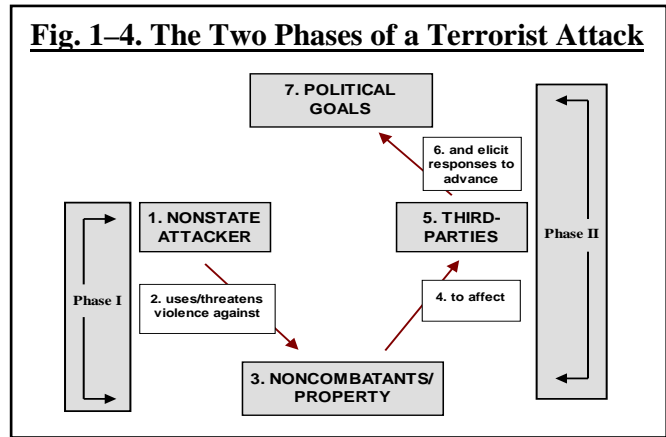 Fig. 1–4. The Two Phases of a Terrorist Attack
7. POLITICAL
GOALS
6. and elicit
responses to
advance
1. NONSTATE
ATTACKER
5. THIRD-
PARTIES
Phase II
Phase I
2. uses/threatens
violence against
4. to affect
3. NONCOMBATANTS/
PROPERTY